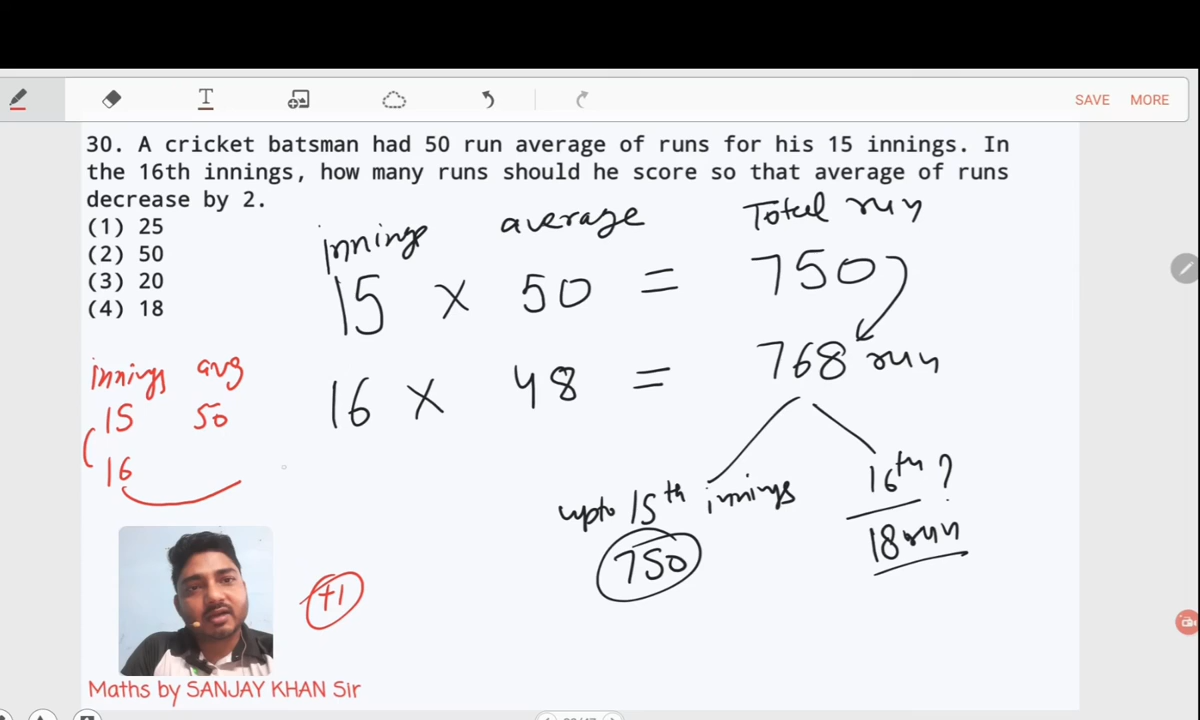 SAVE MORE
30. A cricket batsman had 50 run average of runs for his 15 innings. In
the 16th innings, how many runs should he score so that average of runs
decrease by 2.
(1) 25
(2) 50
(3) 20
(4) 18
innings average Total run
15 × 50 = 750
16 × 48 = 768 run
innings avg
15 50
16
upto 15th innings 16th ?
750 18 run
+1
Maths by SANJAY KHAN Sir